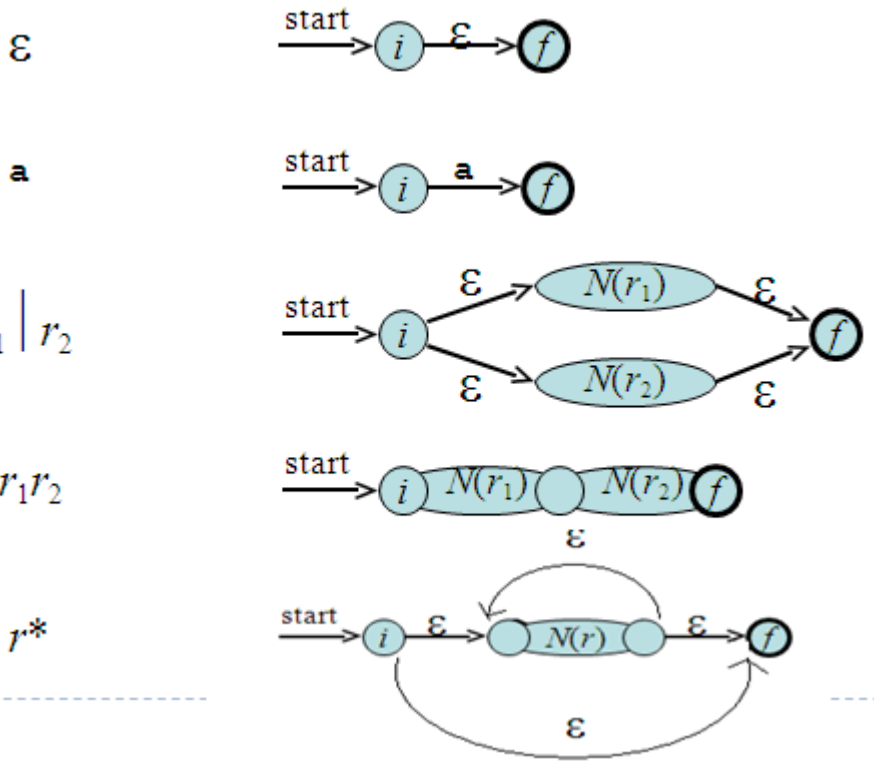 ε start i ε f
a start i a f
| r₂ start i ε N(r₁) ε ε N(r₂) ε f
r₁r₂ start i N(r₁) N(r₂) f
r* start i ε N(r) ε ε f ε